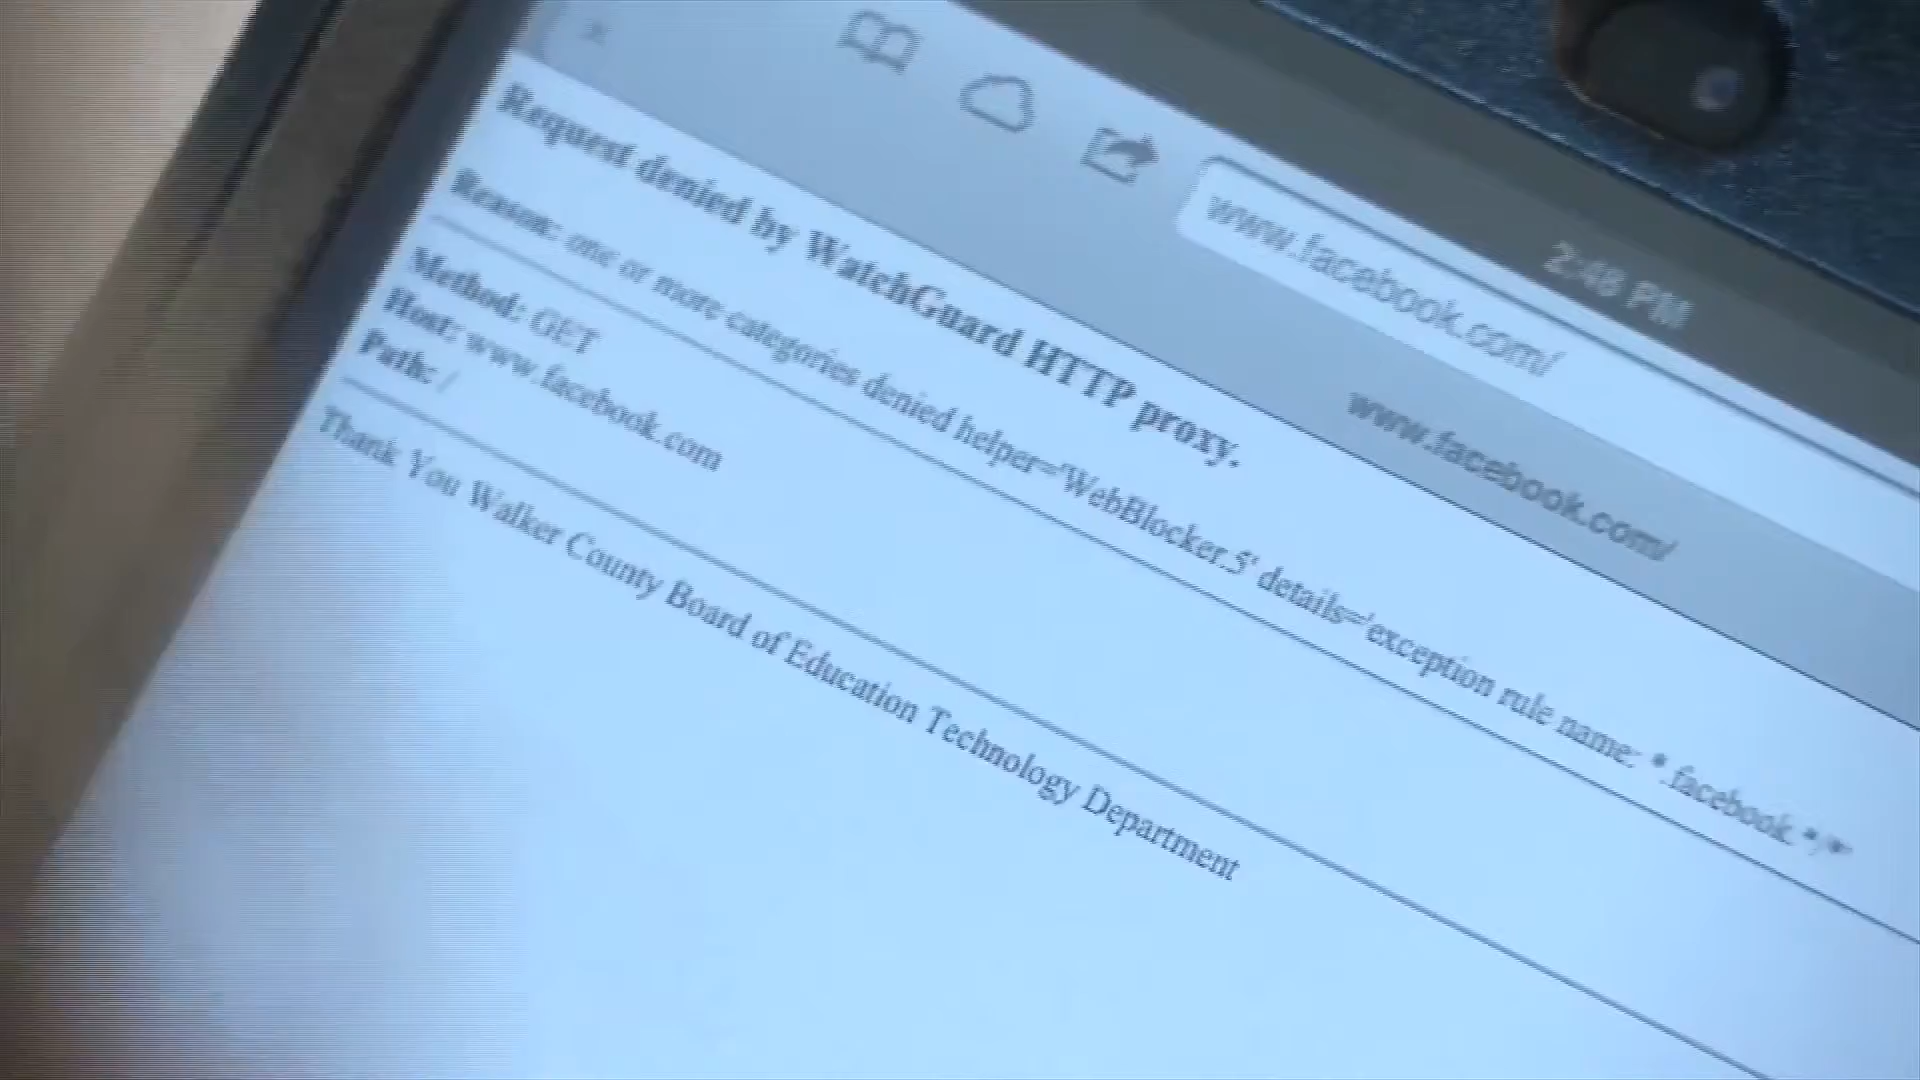 2:48 PM
www.facebook.com/
www.facebook.com/
Request denied by WatchGuard HTTP proxy.
Reason: one or more categories denied helper='WebBlocker.5' details='exception rule name: *.facebook.*/*'
Method: GET
Host: www.facebook.com
Path: /
Thank You Walker County Board of Education Technology Department